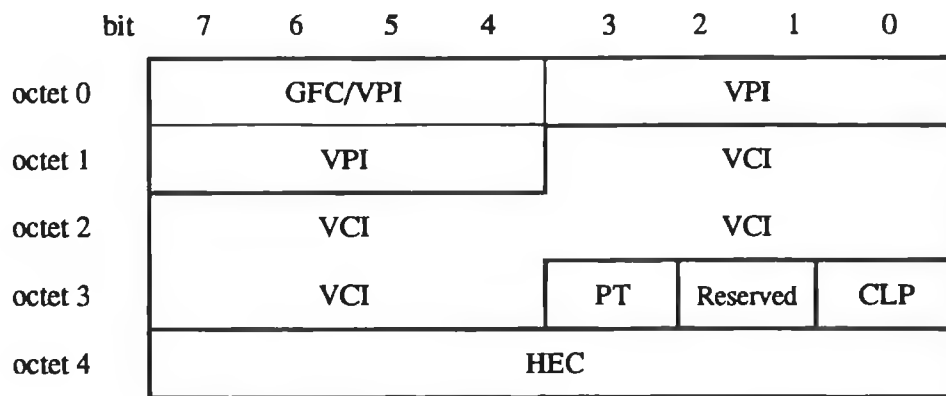 bit 7 6 5 4 3 2 1 0
octet 0 GFC/VPI VPI
octet 1 VPI VCI
octet 2 VCI VCI
octet 3 VCI PT Reserved CLP
octet 4 HEC